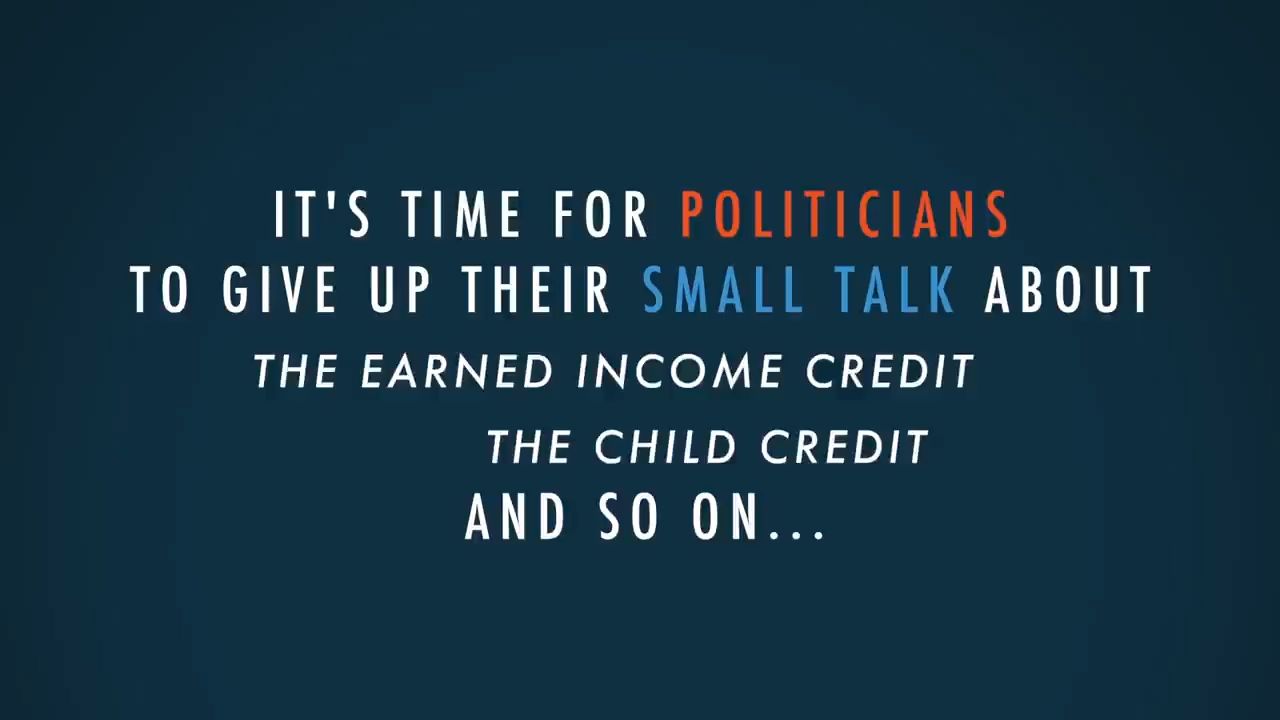 IT'S TIME FOR POLITICIANS
TO GIVE UP THEIR SMALL TALK ABOUT
THE EARNED INCOME CREDIT
THE CHILD CREDIT
AND SO ON...